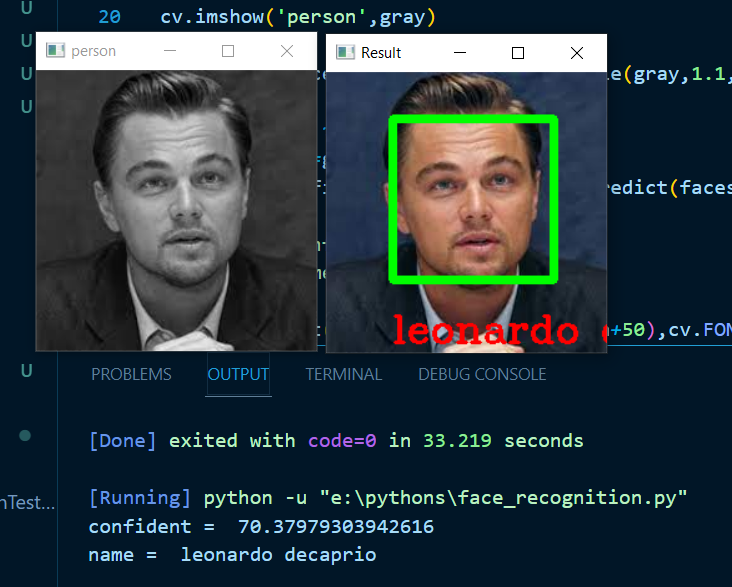 U
20 cv.imshow('person',gray)
U
person
Result
U
e(gray,1.1,
U
redict(faces
leonardo
+50),cv.FON
U
PROBLEMS OUTPUT TERMINAL DEBUG CONSOLE
[Done] exited with code=0 in 33.219 seconds
[Running] python -u "e:\pythons\face_recognition.py"
nTest...
confident =  70.37979303942616
name =  leonardo decaprio